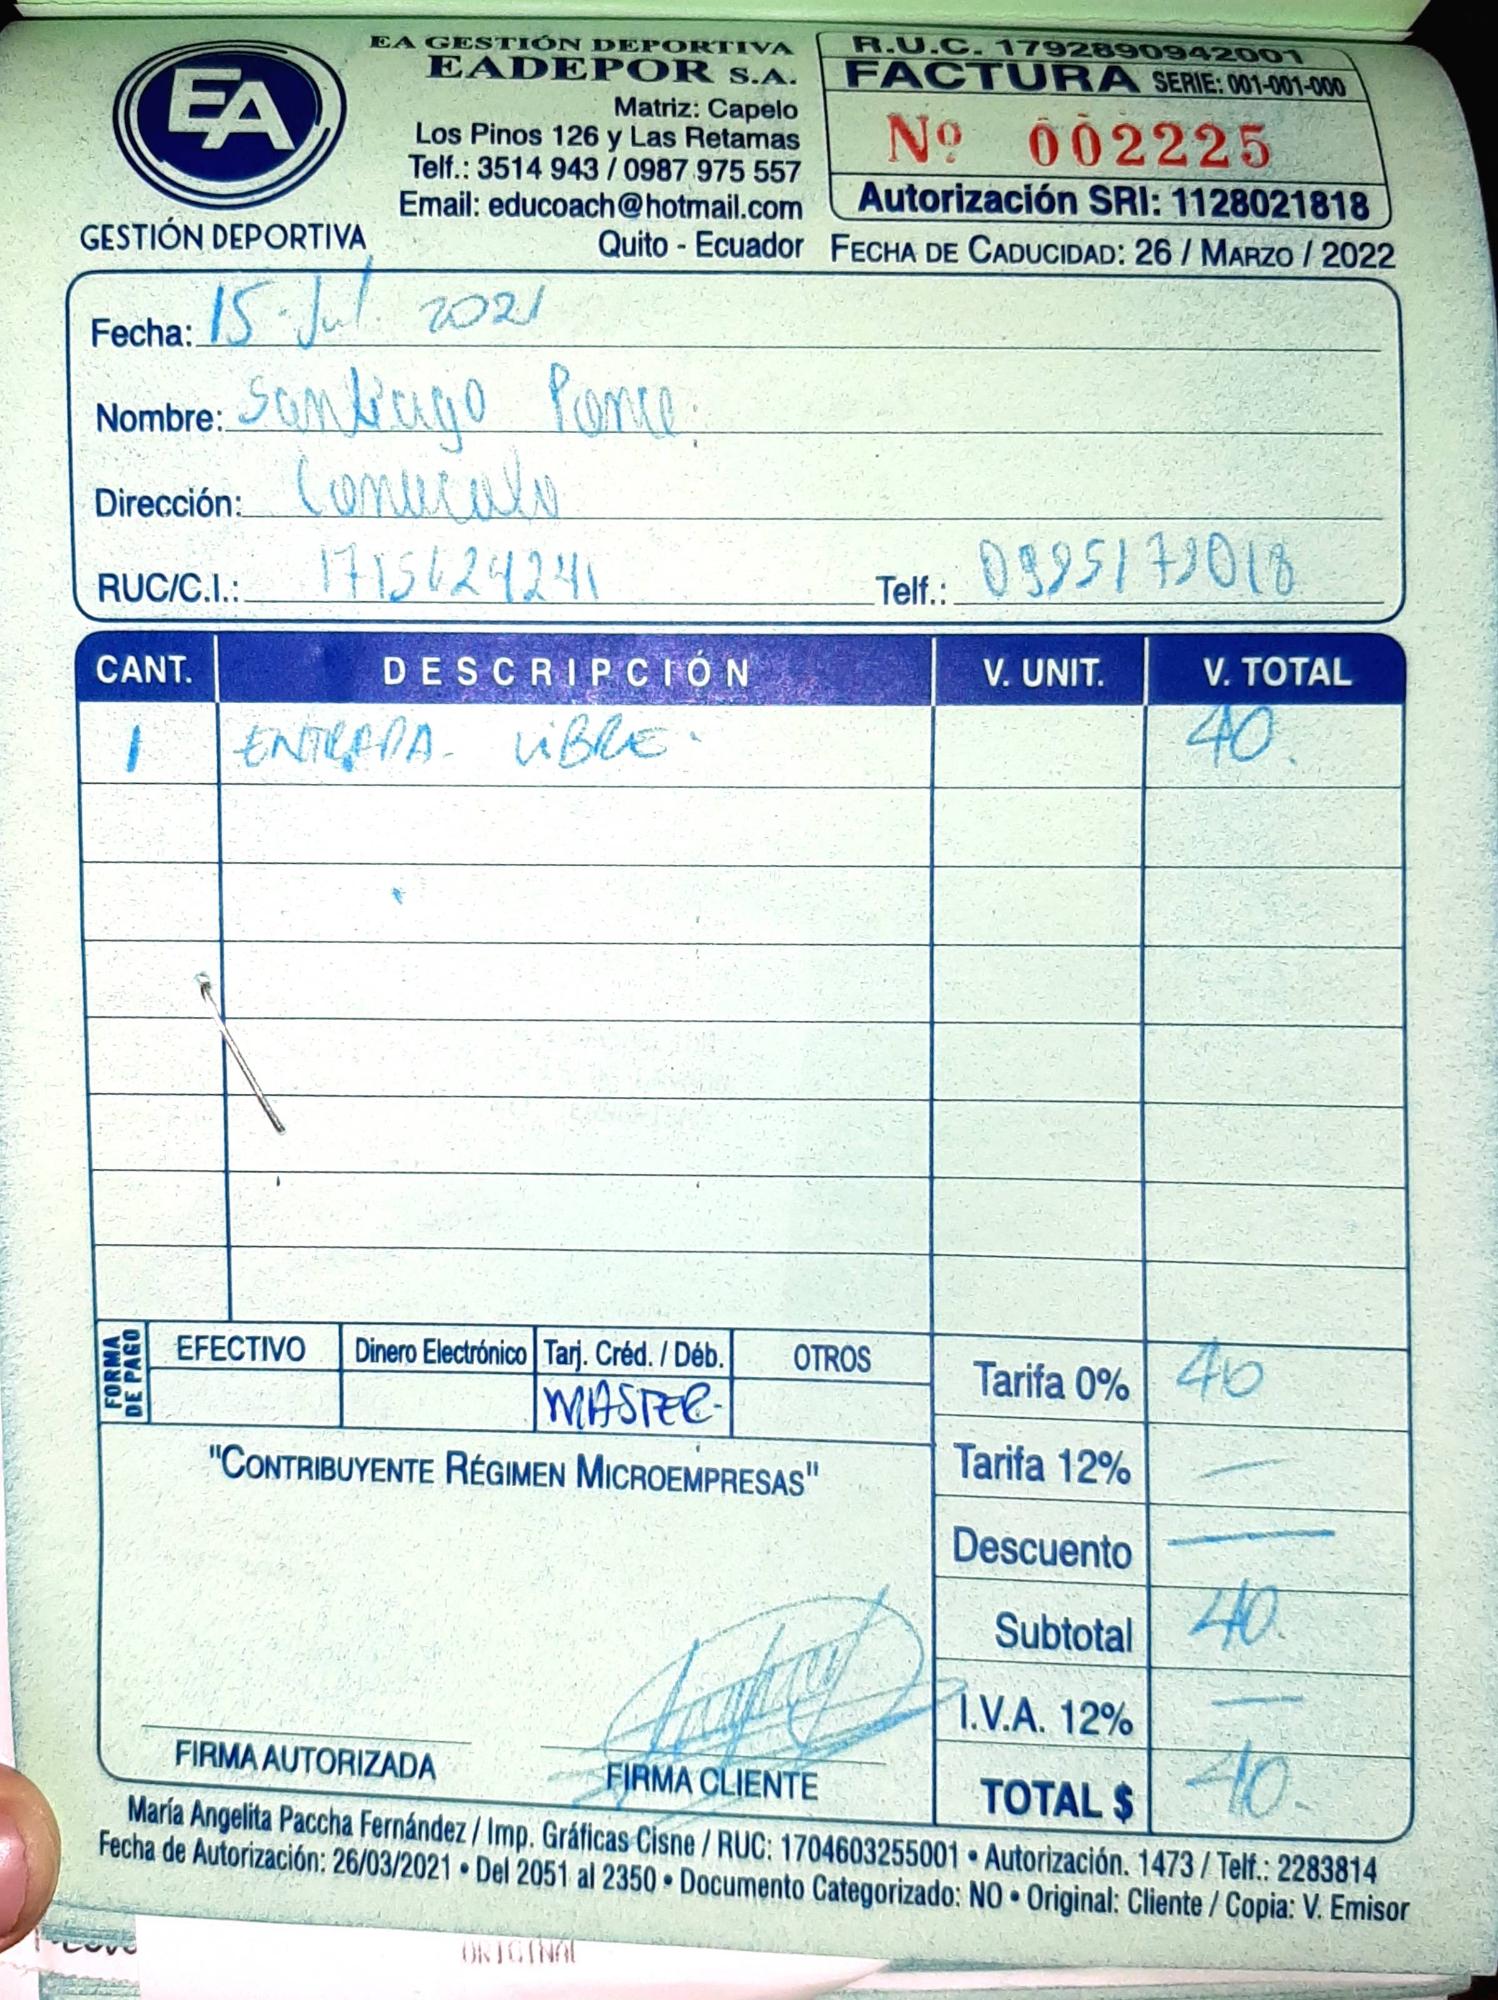 EA
GESTIÓN DEPORTIVA
EA GESTIÓN DEPORTIVA
EADEPOR S.A.
Matriz: Capelo
Los Pinos 126 y Las Retamas
Telf.: 3514 943 / 0987 975 557
Email: educoach@hotmail.com
Quito - Ecuador
R.U.C. 1792890942001
FACTURA SERIE: 001-001-000
Nº 002225
Autorización SRI: 1128021818
FECHA DE CADUCIDAD: 26 / MARZO / 2022
Fecha: 15 Jul. 2021
Nombre: Santiago Ponce
Dirección:
RUC/C.I.: 1715624241 Telf.: 0995179018
CANT. DESCRIPCIÓN V. UNIT. V. TOTAL
1 ENTRADA LIBRE. 40.
FORMA DE PAGO EFECTIVO Dinero Electrónico Tarj. Créd. / Déb. OTROS
MASTER
Tarifa 0% 40
Tarifa 12% —
Descuento —
Subtotal 40.
I.V.A. 12% —
TOTAL $ 40.
"CONTRIBUYENTE RÉGIMEN MICROEMPRESAS"
FIRMA AUTORIZADA FIRMA CLIENTE
María Angelita Paccha Fernández / Imp. Gráficas Cisne / RUC: 1704603255001 • Autorización. 1473 / Telf.: 2283814
Fecha de Autorización: 26/03/2021 • Del 2051 al 2350 • Documento Categorizado: NO • Original: Cliente / Copia: V. Emisor
ORIGINAL